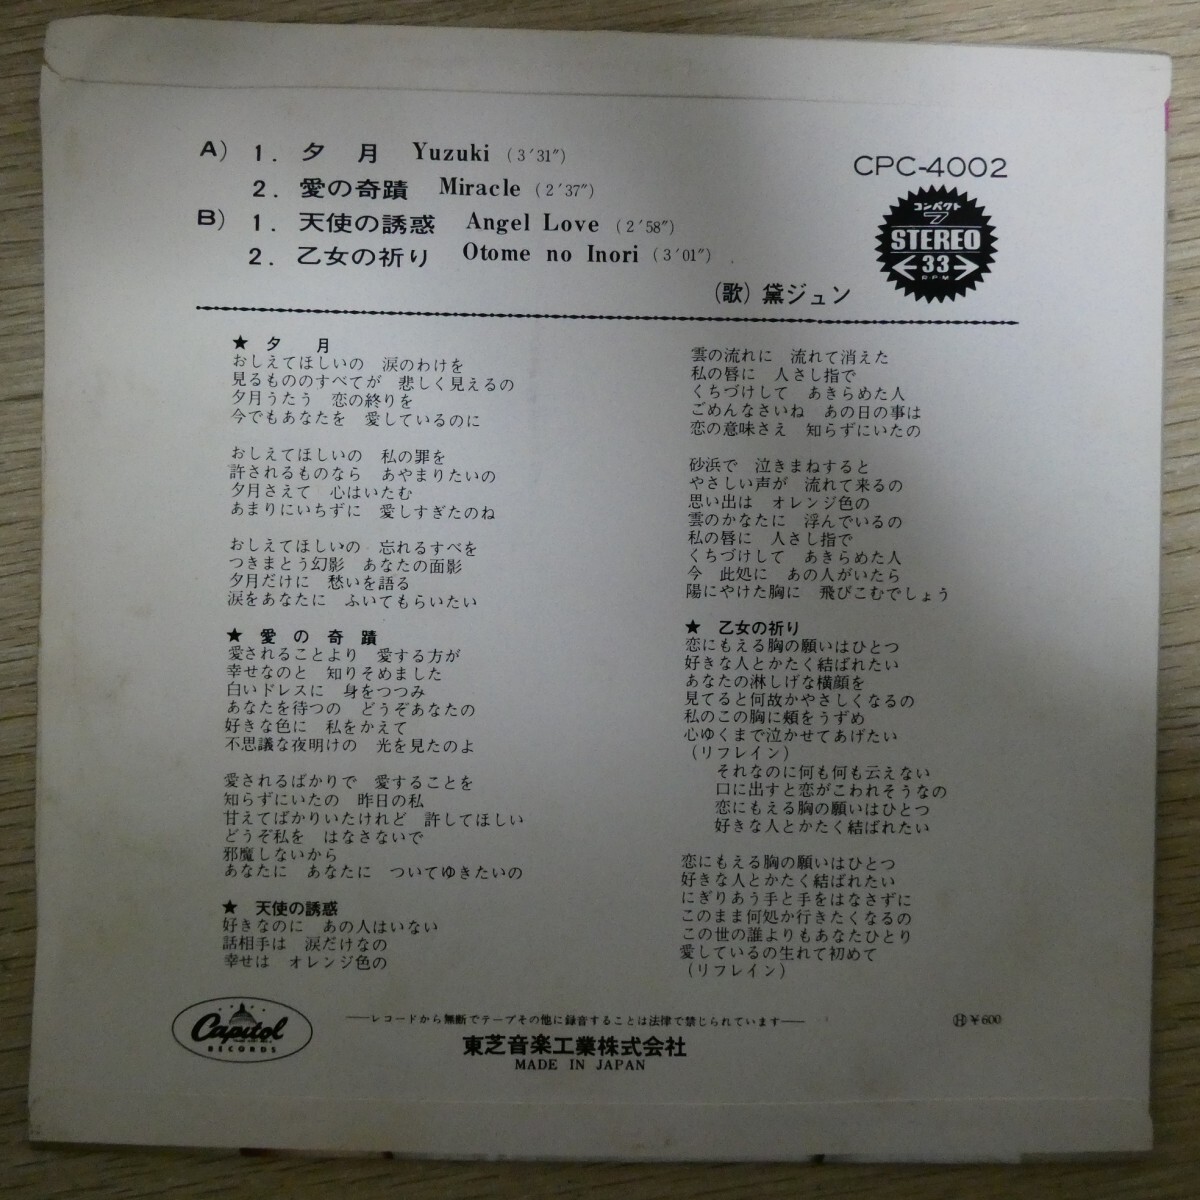 A) 1. 夕 月 Yuzuki (3′31″)
2. 愛の奇蹟 Miracle (2′37″)
B) 1. 天使の誘惑 Angel Love (2′58″)
2. 乙女の祈り Otome no Inori (3′01″)
(歌) 黛ジュン
CPC-4002
コンパクト
7
STEREO
33
RPM
★ 夕 月
おしえてほしいの 涙のわけを
見るもののすべてが 悲しく見えるの
夕月うたう 恋の終りを
今でもあなたを 愛しているのに
おしえてほしいの 私の罪を
許されるものなら あやまりたいの
夕月さえて 心はいたむ
あまりにいちずに 愛しすぎたのね
おしえてほしいの 忘れるすべを
つきまとう幻影 あなたの面影
夕月だけに 愁いを語る
涙をあなたに ふいてもらいたい
★ 愛の奇蹟
愛されることより 愛する方が
幸せなのと 知りそめました
白いドレスに 身をつつみ
あなたを待つの どうぞあなたの
好きな色に 私をかえて
不思議な夜明けの 光を見たのよ
愛されるばかりで 愛することを
知らずにいたの 昨日の私
甘えてばかりいたけれど 許してほしい
どうぞ私を はなさないで
邪魔しないから
あなたに あなたに ついてゆきたいの
★ 天使の誘惑
好きなのに あの人はいない
話相手は 涙だけなの
幸せは オレンジ色の
雲の流れに 流れて消えた
私の唇に 人さし指で
くちづけして あきらめた人
ごめんなさいね あの日の事は
恋の意味さえ 知らずにいたの
砂浜で 泣きまねすると
やさしい声が 流れて来るの
思い出は オレンジ色の
雲のかなたに 浮んでいるの
私の唇に 人さし指で
くちづけして あきらめた人
今 此処に あの人がいたら
陽にやけた胸に 飛びこむでしょう
★ 乙女の祈り
恋にもえる胸の願いはひとつ
好きな人とかたく結ばれたい
あなたの淋しげな横顔を
見てると何故かやさしくなるの
私のこの胸に頬をうずめ
心ゆくまで泣かせてあげたい
(リフレイン)
それなのに何も何も云えない
口に出すと恋がこわれそうなの
恋にもえる胸の願いはひとつ
好きな人とかたく結ばれたい
恋にもえる胸の願いはひとつ
好きな人とかたく結ばれたい
にぎりあう手と手をはなさずに
このまま何処か行きたくなるの
この世の誰よりもあなたひとり
愛しているの生れて初めて
(リフレイン)
Capitol
RECORDS
——レコードから無断でテープその他に録音することは法律で禁じられています——
東芝音楽工業株式会社
MADE IN JAPAN
Ⓗ ¥600